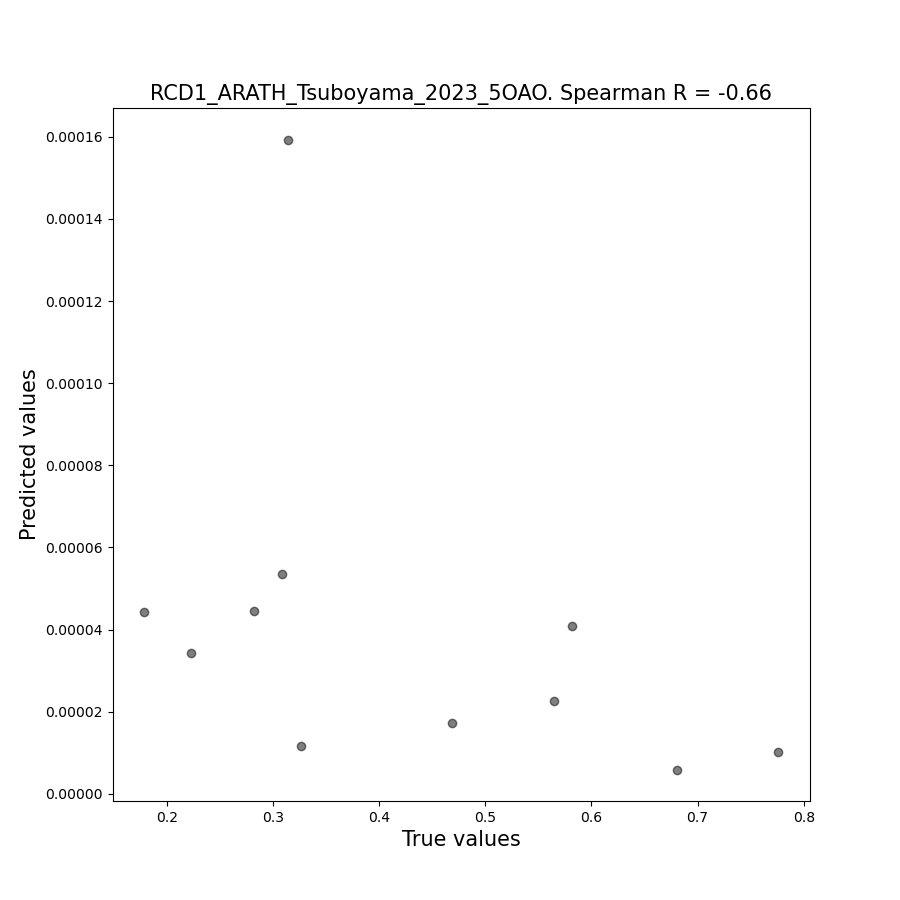 RCD1_ARATH_Tsuboyama_2023_5OAO. Spearman R = -0.66
0.00016
0.00014
0.00012
0.00010
0.00008
0.00006
0.00004
0.00002
0.00000
Predicted values
0.2 0.3 0.4 0.5 0.6 0.7 0.8
True values